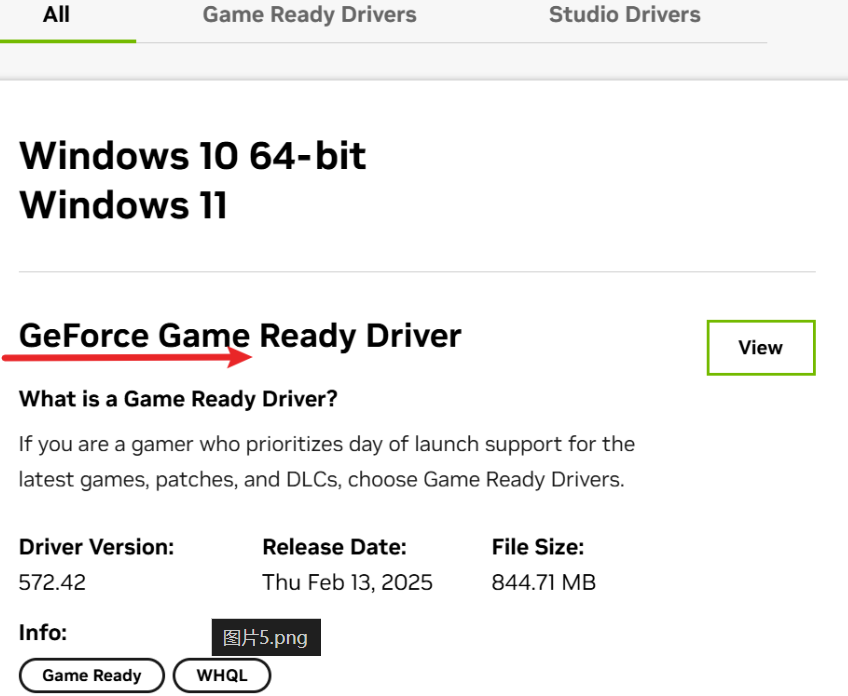 All Game Ready Drivers Studio Drivers
Windows 10 64-bit
Windows 11
GeForce Game Ready Driver
View
What is a Game Ready Driver?
If you are a gamer who prioritizes day of launch support for the
latest games, patches, and DLCs, choose Game Ready Drivers.
Driver Version: Release Date: File Size:
572.42 Thu Feb 13, 2025 844.71 MB
Info:
图片5.png
Game Ready WHQL